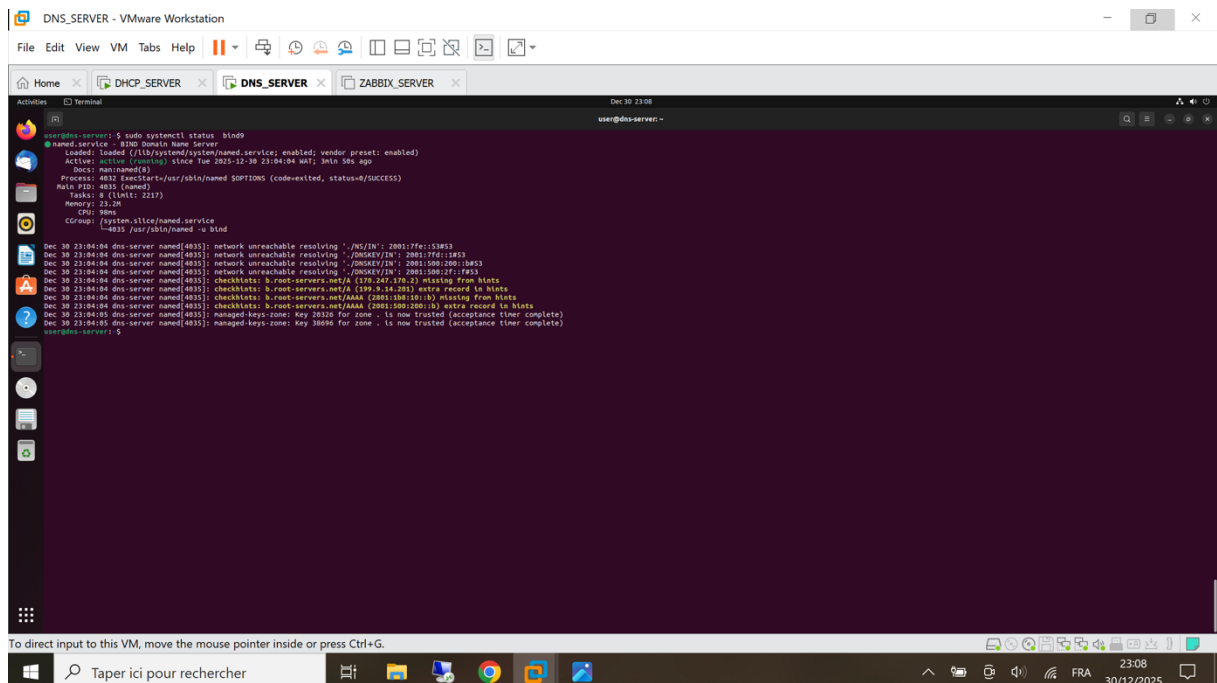 DNS_SERVER - VMware Workstation
File Edit View VM Tabs Help
Home DHCP_SERVER DNS_SERVER ZABBIX_SERVER
Activities Terminal Dec 30 23:08
user@dns-server: ~
user@dns-server:~$ sudo systemctl status  bind9
● named.service - BIND Domain Name Server
Loaded: loaded (/lib/systemd/system/named.service; enabled; vendor preset: enabled)
Active: active (running) since Tue 2025-12-30 23:04:04 WAT; 3min 50s ago
Docs: man:named(8)
Process: 4032 ExecStart=/usr/sbin/named $OPTIONS (code=exited, status=0/SUCCESS)
Main PID: 4035 (named)
Tasks: 8 (limit: 2217)
Memory: 23.2M
CPU: 98ms
CGroup: /system.slice/named.service
└─4035 /usr/sbin/named -u bind
Dec 30 23:04:04 dns-server named[4035]: network unreachable resolving './NS/IN': 2001:7fe::53#53
Dec 30 23:04:04 dns-server named[4035]: network unreachable resolving './DNSKEY/IN': 2001:7fd::1#53
Dec 30 23:04:04 dns-server named[4035]: network unreachable resolving './DNSKEY/IN': 2001:500:200::b#53
Dec 30 23:04:04 dns-server named[4035]: network unreachable resolving './DNSKEY/IN': 2001:500:2f::f#53
Dec 30 23:04:04 dns-server named[4035]: checkhints: b.root-servers.net/A (170.247.170.2) missing from hints
Dec 30 23:04:04 dns-server named[4035]: checkhints: b.root-servers.net/A (199.9.14.201) extra record in hints
Dec 30 23:04:04 dns-server named[4035]: checkhints: b.root-servers.net/AAAA (2801:1b8:10::b) missing from hints
Dec 30 23:04:04 dns-server named[4035]: checkhints: b.root-servers.net/AAAA (2001:500:200::b) extra record in hints
Dec 30 23:04:05 dns-server named[4035]: managed-keys-zone: Key 20326 for zone . is now trusted (acceptance timer complete)
Dec 30 23:04:05 dns-server named[4035]: managed-keys-zone: Key 38696 for zone . is now trusted (acceptance timer complete)
user@dns-server:~$
To direct input to this VM, move the mouse pointer inside or press Ctrl+G.
Taper ici pour rechercher
FRA 23:08
30/12/2025